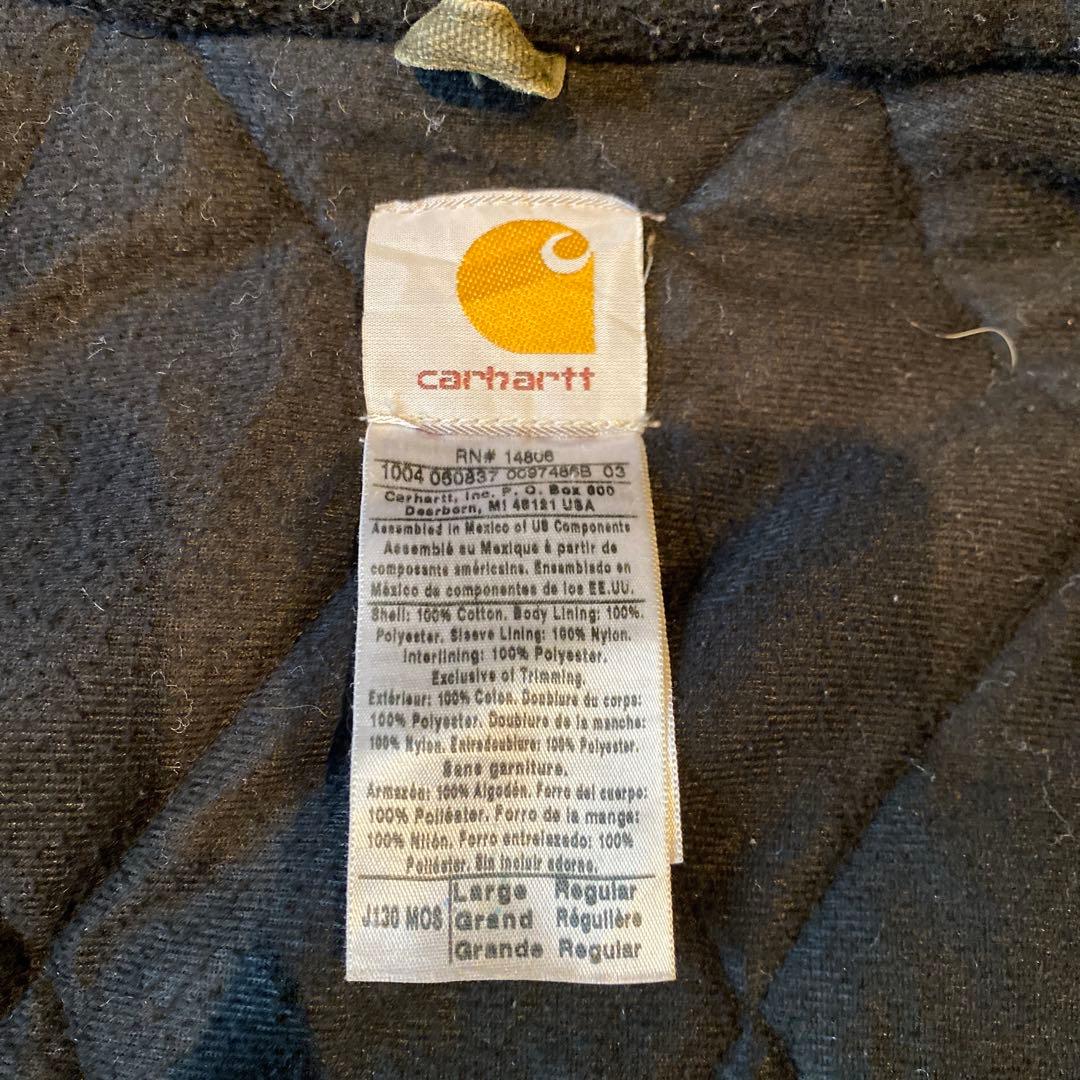 carhartt
RN# 14806
1004 060837 0097485B 03
Carhartt, Inc. P. O. Box 600
Dearborn, MI 48121 USA
Assembled in Mexico of US Components
Assemblé au Mexique à partir de
composants américains. Ensamblado en
México de componentes de los EE.UU.
Shell: 100% Cotton. Body Lining: 100%.
Polyester. Sleeve Lining: 100% Nylon.
Interlining: 100% Polyester.
Exclusive of Trimming.
Extérieur: 100% Coton. Doublure du corps:
100% Polyester. Doublure de la manche:
100% Nylon. Entredoublure: 100% Polyester.
Sans garniture.
Armazón: 100% Algodón. Forro del cuerpo:
100% Poliéster. Forro de la manga:
100% Nilón. Forro entrelazado: 100%
Poliéster. Sin incluir adorno.
J130 MOS
Large Regular
Grand Régulière
Grande Regular